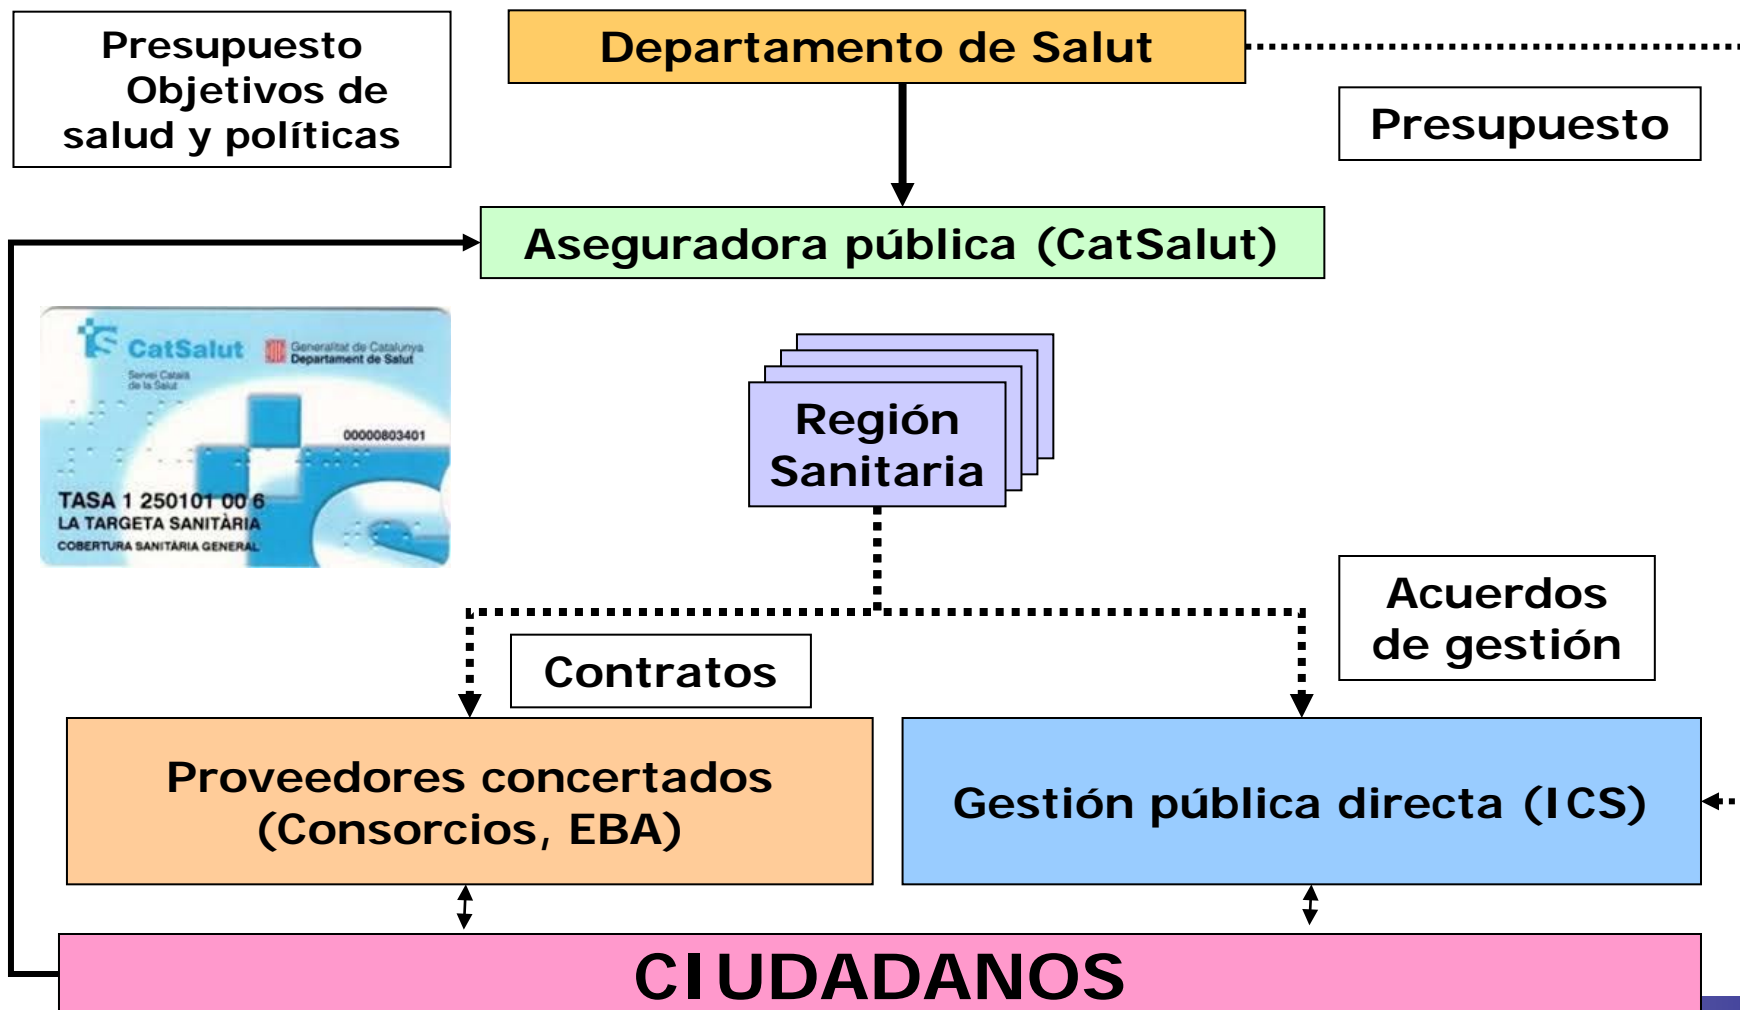 Presupuesto
Objetivos de
salud y políticas
Departamento de Salut
Presupuesto
Aseguradora pública (CatSalut)
CatSalut
Servei Català
de la Salut
Generalitat de Catalunya
Departament de Salut
00000803401
TASA 1 250101 00 6
LA TARGETA SANITÀRIA
COBERTURA SANITÀRIA GENERAL
Región
Sanitaria
Acuerdos
de gestión
Contratos
Proveedores concertados
(Consorcios, EBA)
Gestión pública directa (ICS)
CIUDADANOS